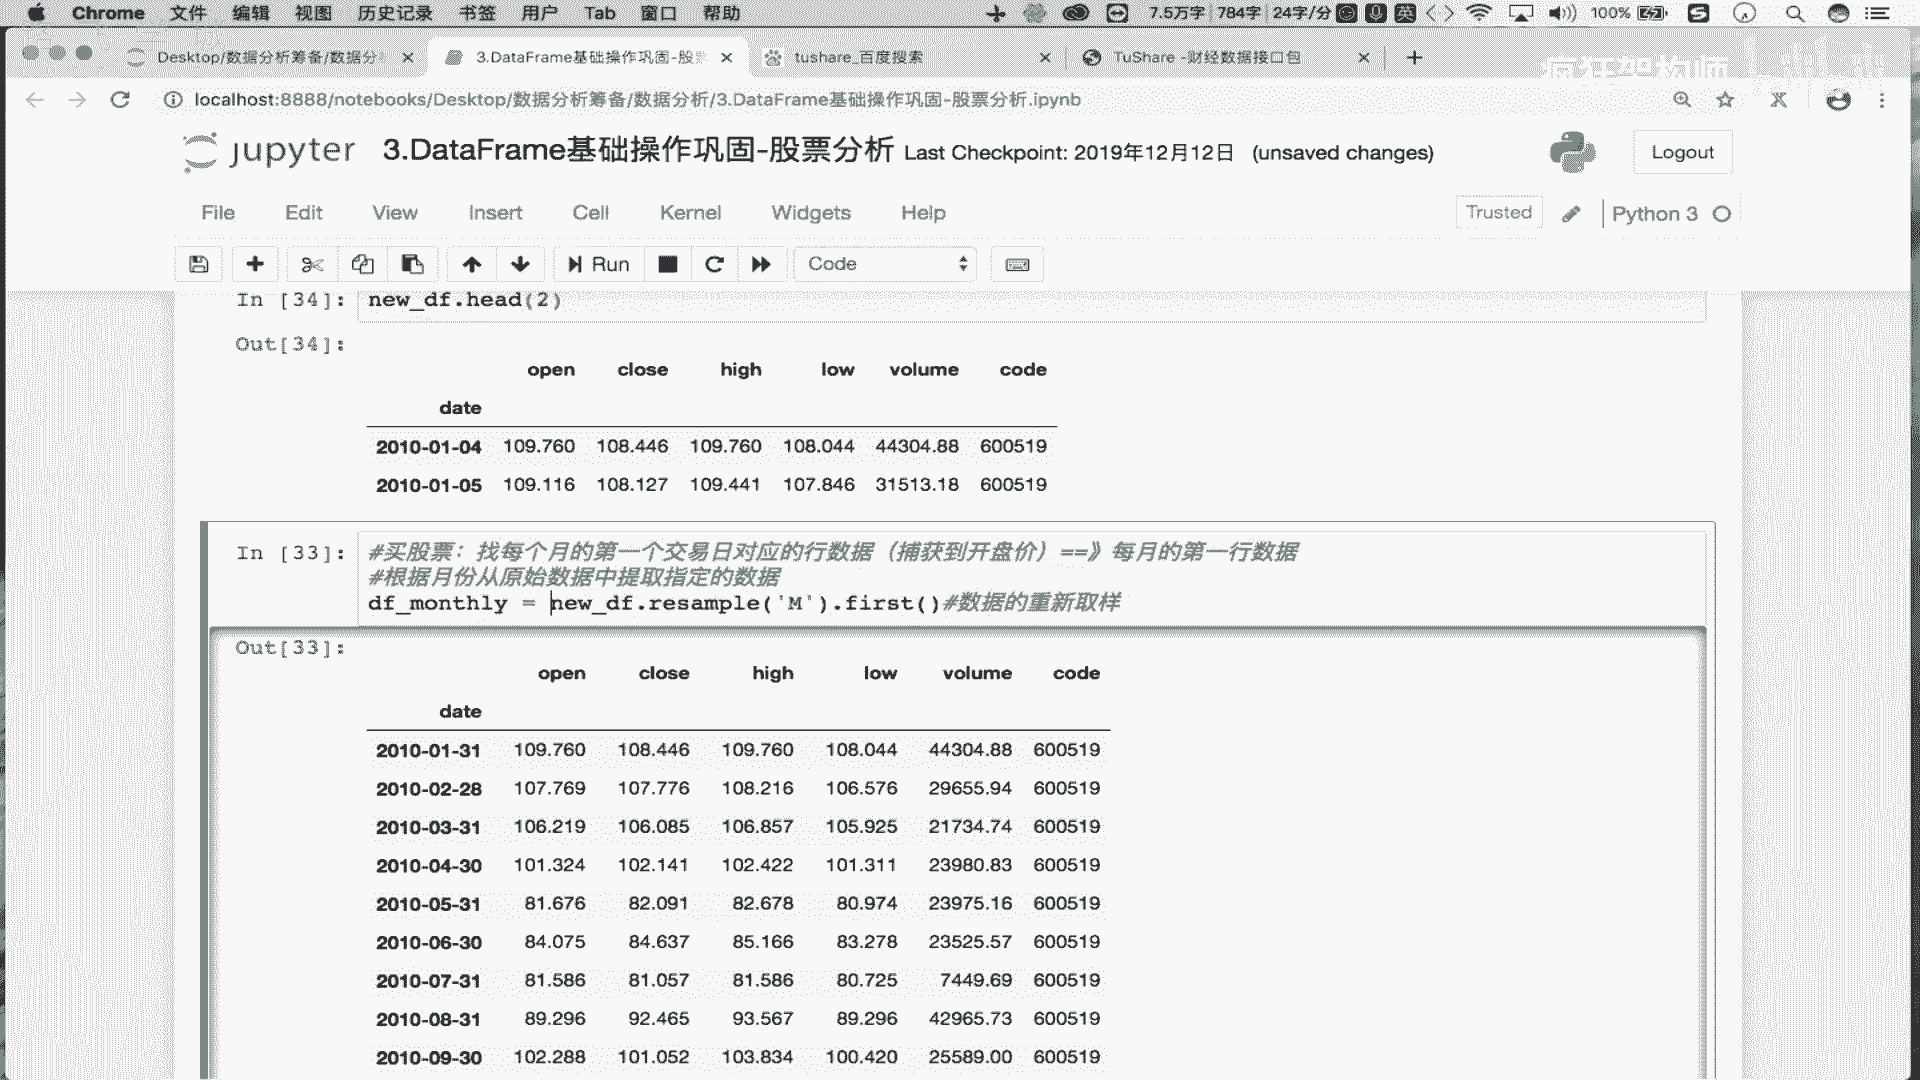 Chrome 文件 编辑 视图 历史记录 书签 用户 Tab 窗口 帮助 7.5万字 784字 24字/分 英 100%
Desktop/数据分析筹备/数据分 3.DataFrame基础操作巩固-股 tushare_百度搜索 TuShare -财经数据接口包
疯狂架构师
localhost:8888/notebooks/Desktop/数据分析筹备/数据分析/3.DataFrame基础操作巩固-股票分析.ipynb
jupyter 3.DataFrame基础操作巩固-股票分析 Last Checkpoint: 2019年12月12日 (unsaved changes) Logout
File Edit View Insert Cell Kernel Widgets Help Trusted Python 3
Run Code
In [34]: new_df.head(2)
Out[34]:
open close high low volume code
date
2010-01-04 109.760 108.446 109.760 108.044 44304.88 600519
2010-01-05 109.116 108.127 109.441 107.846 31513.18 600519
In [33]: #买股票：找每个月的第一个交易日对应的行数据（捕获到开盘价）==》每月的第一行数据
#根据月份从原始数据中提取指定的数据
df_monthly = new_df.resample('M').first()#数据的重新取样
Out[33]:
open close high low volume code
date
2010-01-31 109.760 108.446 109.760 108.044 44304.88 600519
2010-02-28 107.769 107.776 108.216 106.576 29655.94 600519
2010-03-31 106.219 106.085 106.857 105.925 21734.74 600519
2010-04-30 101.324 102.141 102.422 101.311 23980.83 600519
2010-05-31 81.676 82.091 82.678 80.974 23975.16 600519
2010-06-30 84.075 84.637 85.166 83.278 23525.57 600519
2010-07-31 81.586 81.057 81.586 80.725 7449.69 600519
2010-08-31 89.296 92.465 93.567 89.296 42965.73 600519
2010-09-30 102.288 101.052 103.834 100.420 25589.00 600519